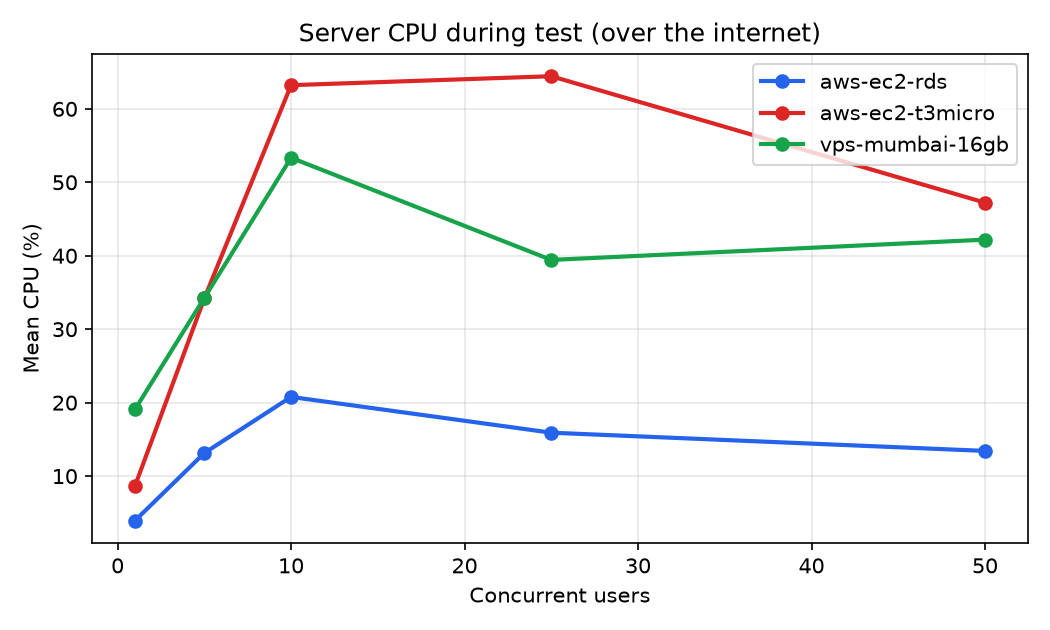 Server CPU during test (over the internet)
aws-ec2-rds
aws-ec2-t3micro
vps-mumbai-16gb
Mean CPU (%)
60
50
40
30
20
10
0 10 20 30 40 50
Concurrent users